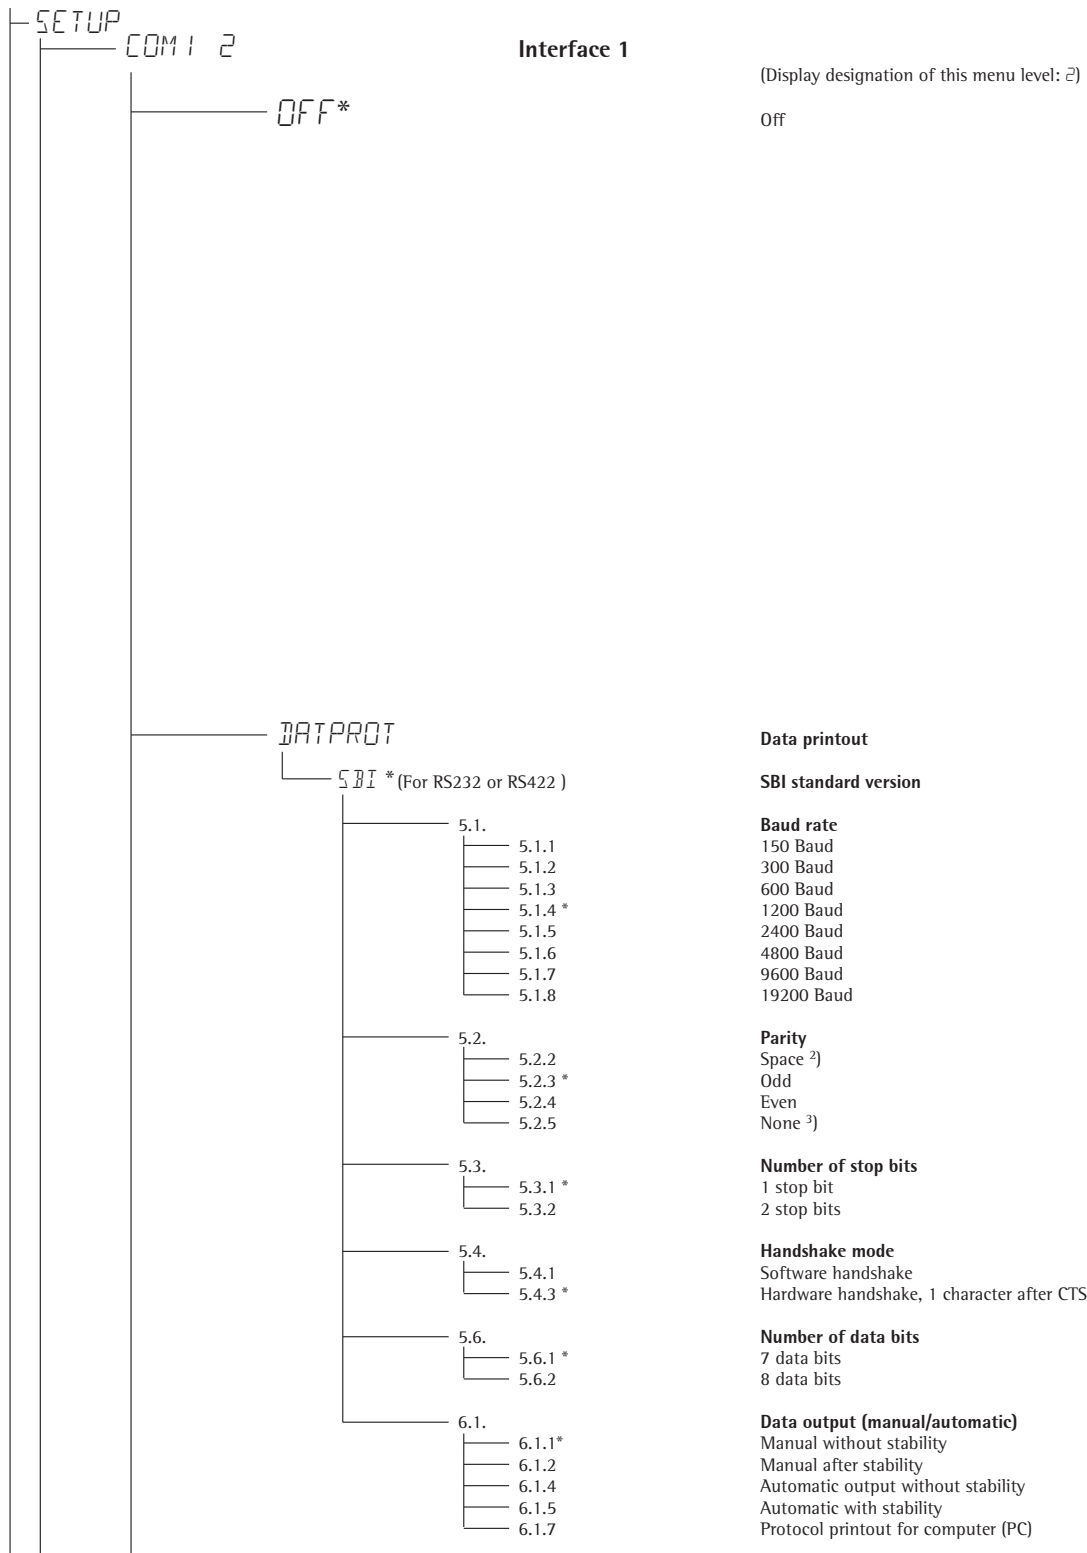 SETUP
COM1 2 Interface 1
(Display designation of this menu level: 2)
OFF* Off
DATPROT Data printout
SBI * (For RS232 or RS422 ) SBI standard version
5.1. Baud rate
5.1.1 150 Baud
5.1.2 300 Baud
5.1.3 600 Baud
5.1.4 * 1200 Baud
5.1.5 2400 Baud
5.1.6 4800 Baud
5.1.7 9600 Baud
5.1.8 19200 Baud
5.2. Parity
5.2.2 Space 2)
5.2.3 * Odd
5.2.4 Even
5.2.5 None 3)
5.3. Number of stop bits
5.3.1 * 1 stop bit
5.3.2 2 stop bits
5.4. Handshake mode
5.4.1 Software handshake
5.4.3 * Hardware handshake, 1 character after CTS
5.6. Number of data bits
5.6.1 * 7 data bits
5.6.2 8 data bits
6.1. Data output (manual/automatic)
6.1.1* Manual without stability
6.1.2 Manual after stability
6.1.4 Automatic output without stability
6.1.5 Automatic with stability
6.1.7 Protocol printout for computer (PC)